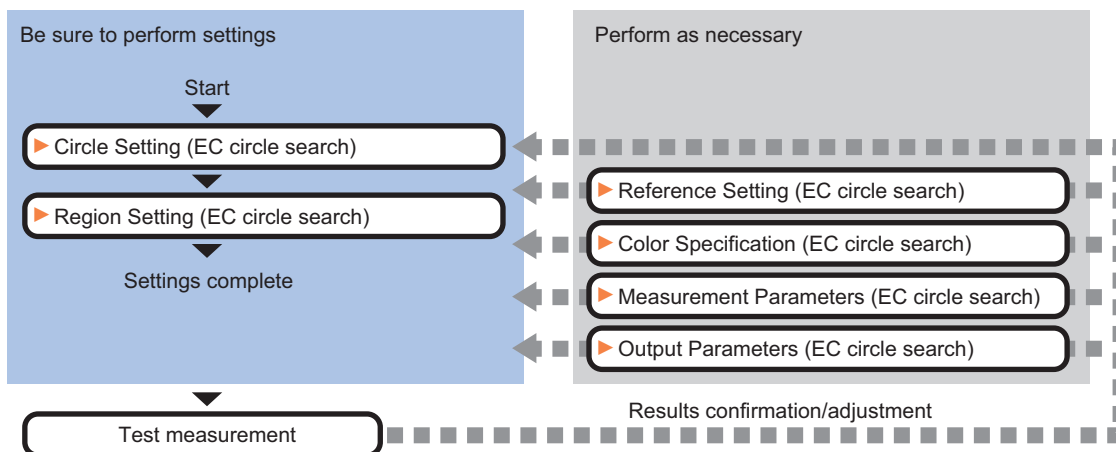 Be sure to perform settings
Start
Circle Setting (EC circle search)
Region Setting (EC circle search)
Settings complete
Test measurement
Perform as necessary
Reference Setting (EC circle search)
Color Specification (EC circle search)
Measurement Parameters (EC circle search)
Output Parameters (EC circle search)
Results confirmation/adjustment